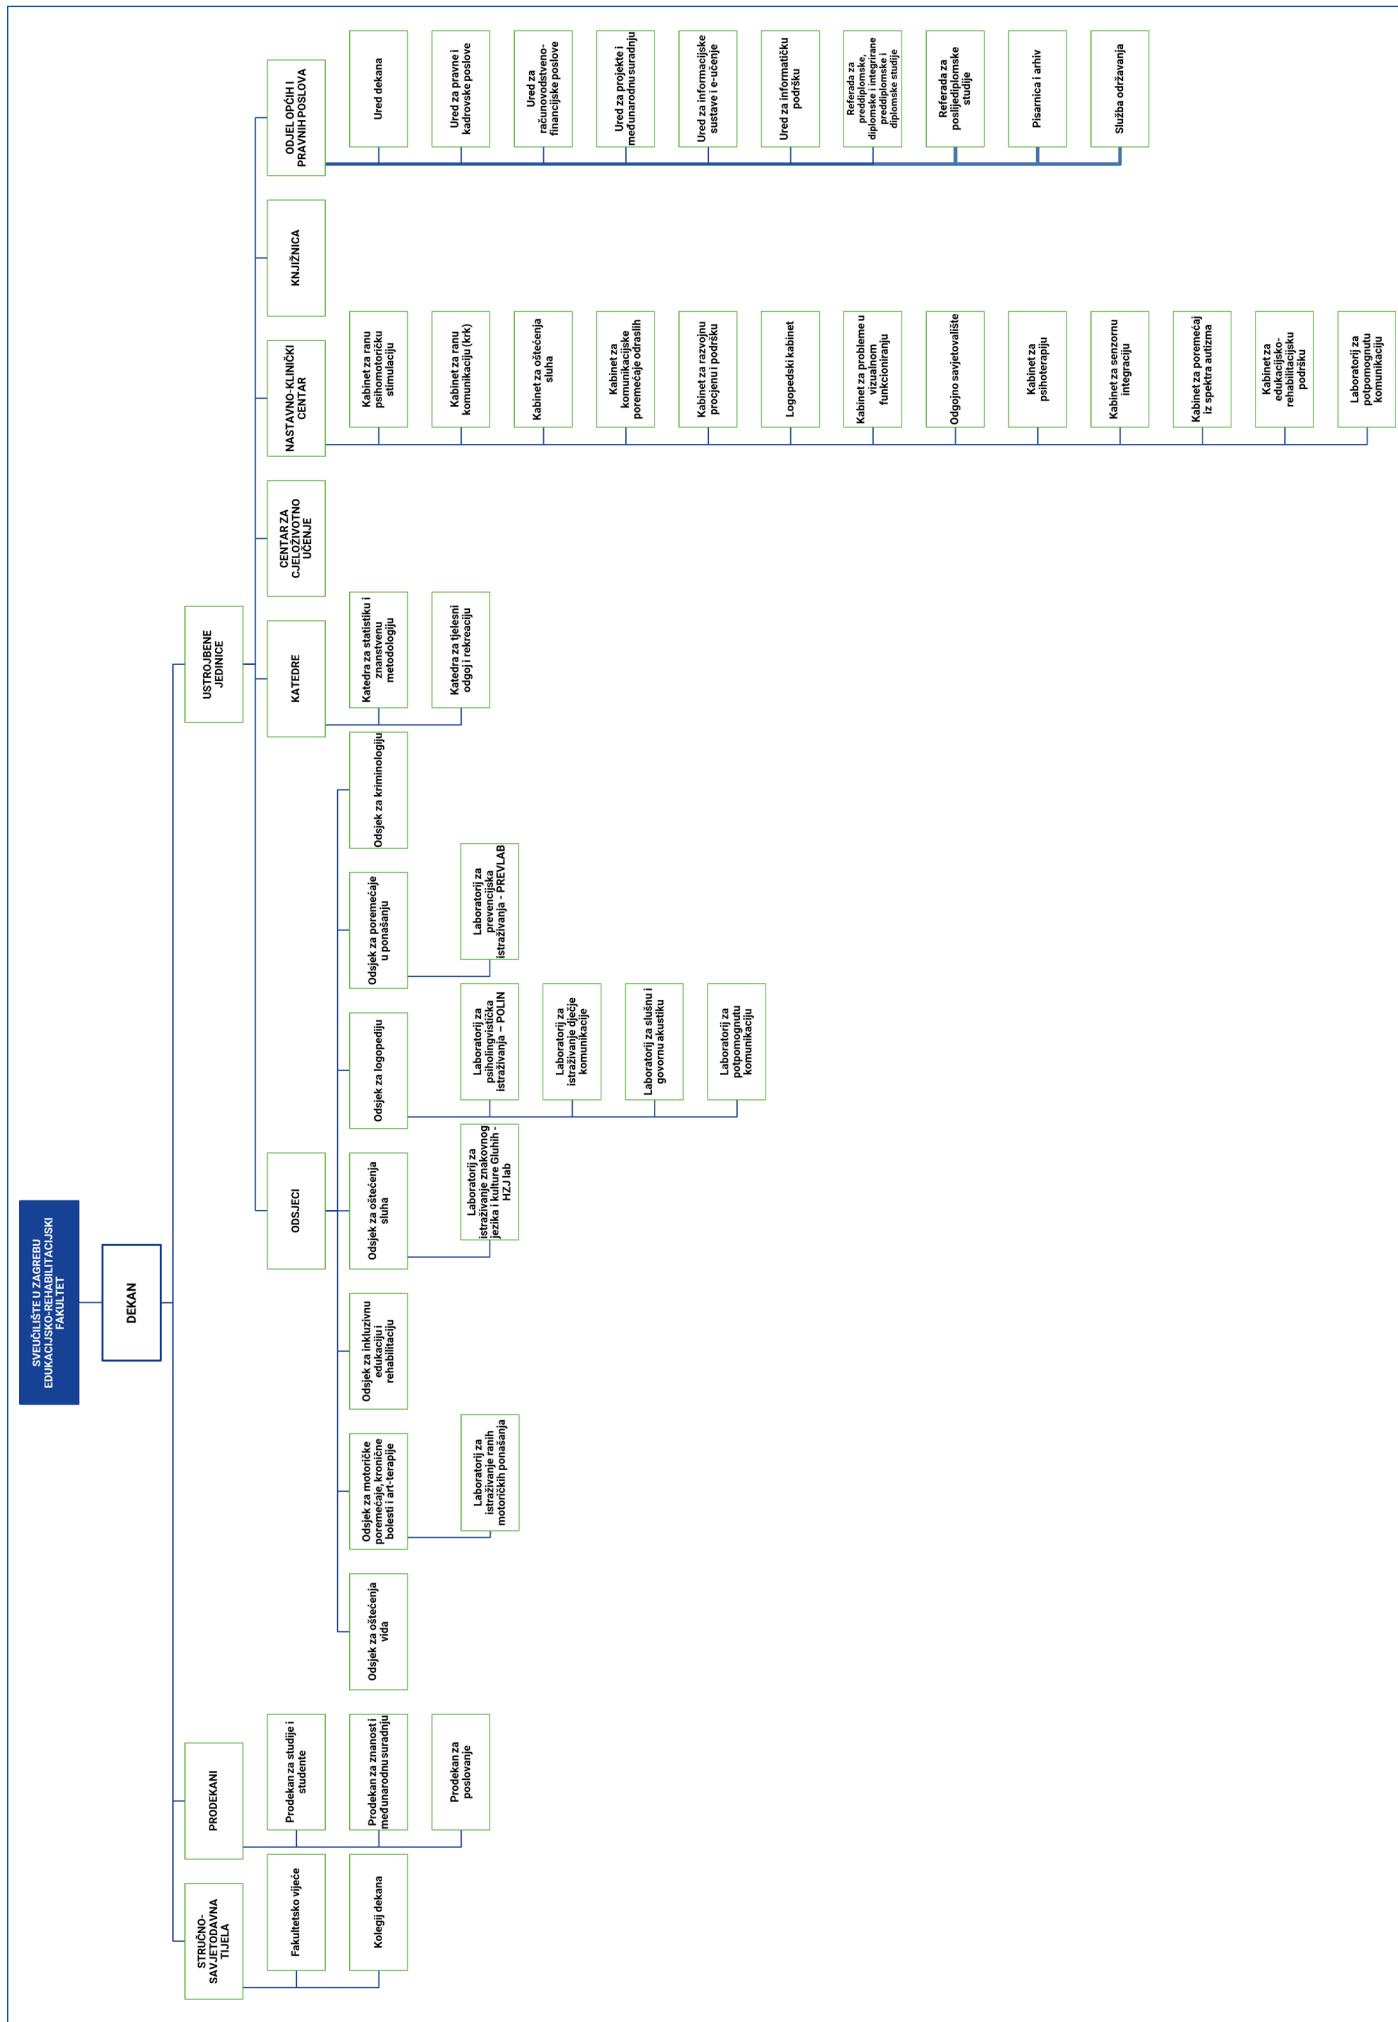 SVEUČILIŠTE U ZAGREBU
EDUKACIJSKO-REHABILITACIJSKI
FAKULTET
DEKAN
STRUČNO-
SAVJETODAVNA
TIJELA
Fakultetsko vijeće
Kolegij dekana
PRODEKANI
Prodekan za studije i
studente
Prodekan za znanost i
međunarodnu suradnju
Prodekan za
poslovanje
USTROJBENE
JEDINICE
ODSJECI
Odsjek za oštećenja
vida
Odsjek za motoričke
poremećaje, kronične
bolesti i art-terapije
Laboratorij za
istraživanje ranih
motoričkih ponašanja
Odsjek za inkluzivnu
edukaciju i
rehabilitaciju
Odsjek za oštećenja
sluha
Laboratorij za
istraživanje znakovnog
jezika i kulture Gluhih -
HZJ lab
Odsjek za logopediju
Laboratorij za
psiholingvistička
istraživanja – POLIN
Laboratorij za
istraživanje dječje
komunikacije
Laboratorij za slušnu i
govornu akustiku
Laboratorij za
potpomognutu
komunikaciju
Odsjek za poremećaje
u ponašanju
Laboratorij za
prevencijska
istraživanja - PREVLAB
Odsjek za kriminologiju
KATEDRE
Katedra za statistiku i
znanstvenu
metodologiju
Katedra za tjelesni
odgoj i rekreaciju
CENTAR ZA
CJELOŽIVOTNO
UČENJE
NASTAVNO-KLINIČKI
CENTAR
Kabinet za ranu
psihomotoričku
stimulaciju
Kabinet za ranu
komunikaciju (krk)
Kabinet za oštećenja
sluha
Kabinet za
komunikacijske
poremećaje odraslih
Kabinet za razvojnu
procjenu i podršku
Logopedski kabinet
Kabinet za probleme u
vizualnom
funkcioniranju
Odgojno savjetovalište
Kabinet za
psihoterapiju
Kabinet za senzornu
integraciju
Kabinet za poremećaj
iz spektra autizma
Kabinet za
edukacijsko-
rehabilitacijsku
podršku
Laboratorij za
potpomognutu
komunikaciju
KNJIŽNICA
ODJEL OPĆIH I
PRAVNIH POSLOVA
Ured dekana
Ured za pravne i
kadrovske poslove
Ured za
računovodstveno-
financijske poslove
Ured za projekte i
međunarodnu suradnju
Ured za informacijske
sustave i e-učenje
Ured za informatičku
podršku
Referada za
preddiplomske,
diplomske i integrirane
preddiplomske i
diplomske studije
Referada za
poslijediplomske
studije
Pisarnica i arhiv
Služba održavanja